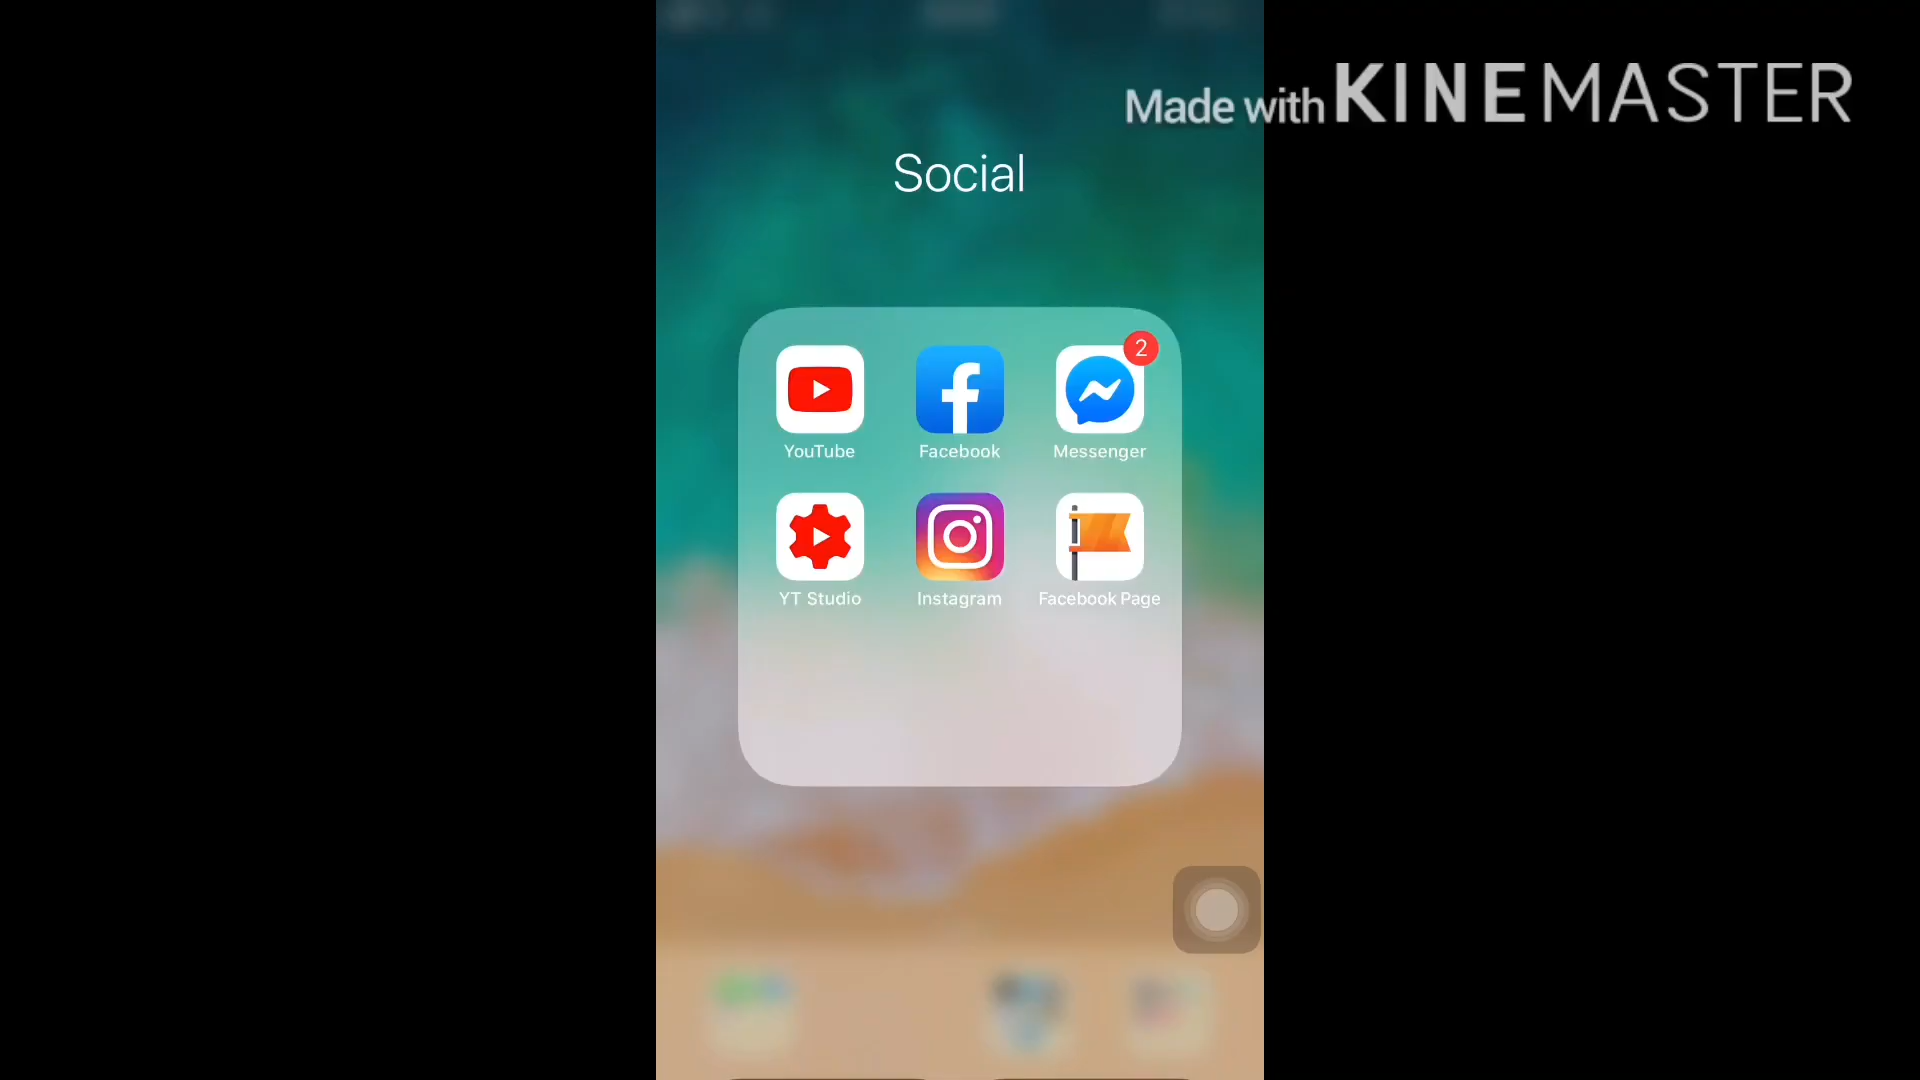 Made with KINEMASTER
Social
2
YouTube Facebook Messenger
YT Studio Instagram Facebook Page